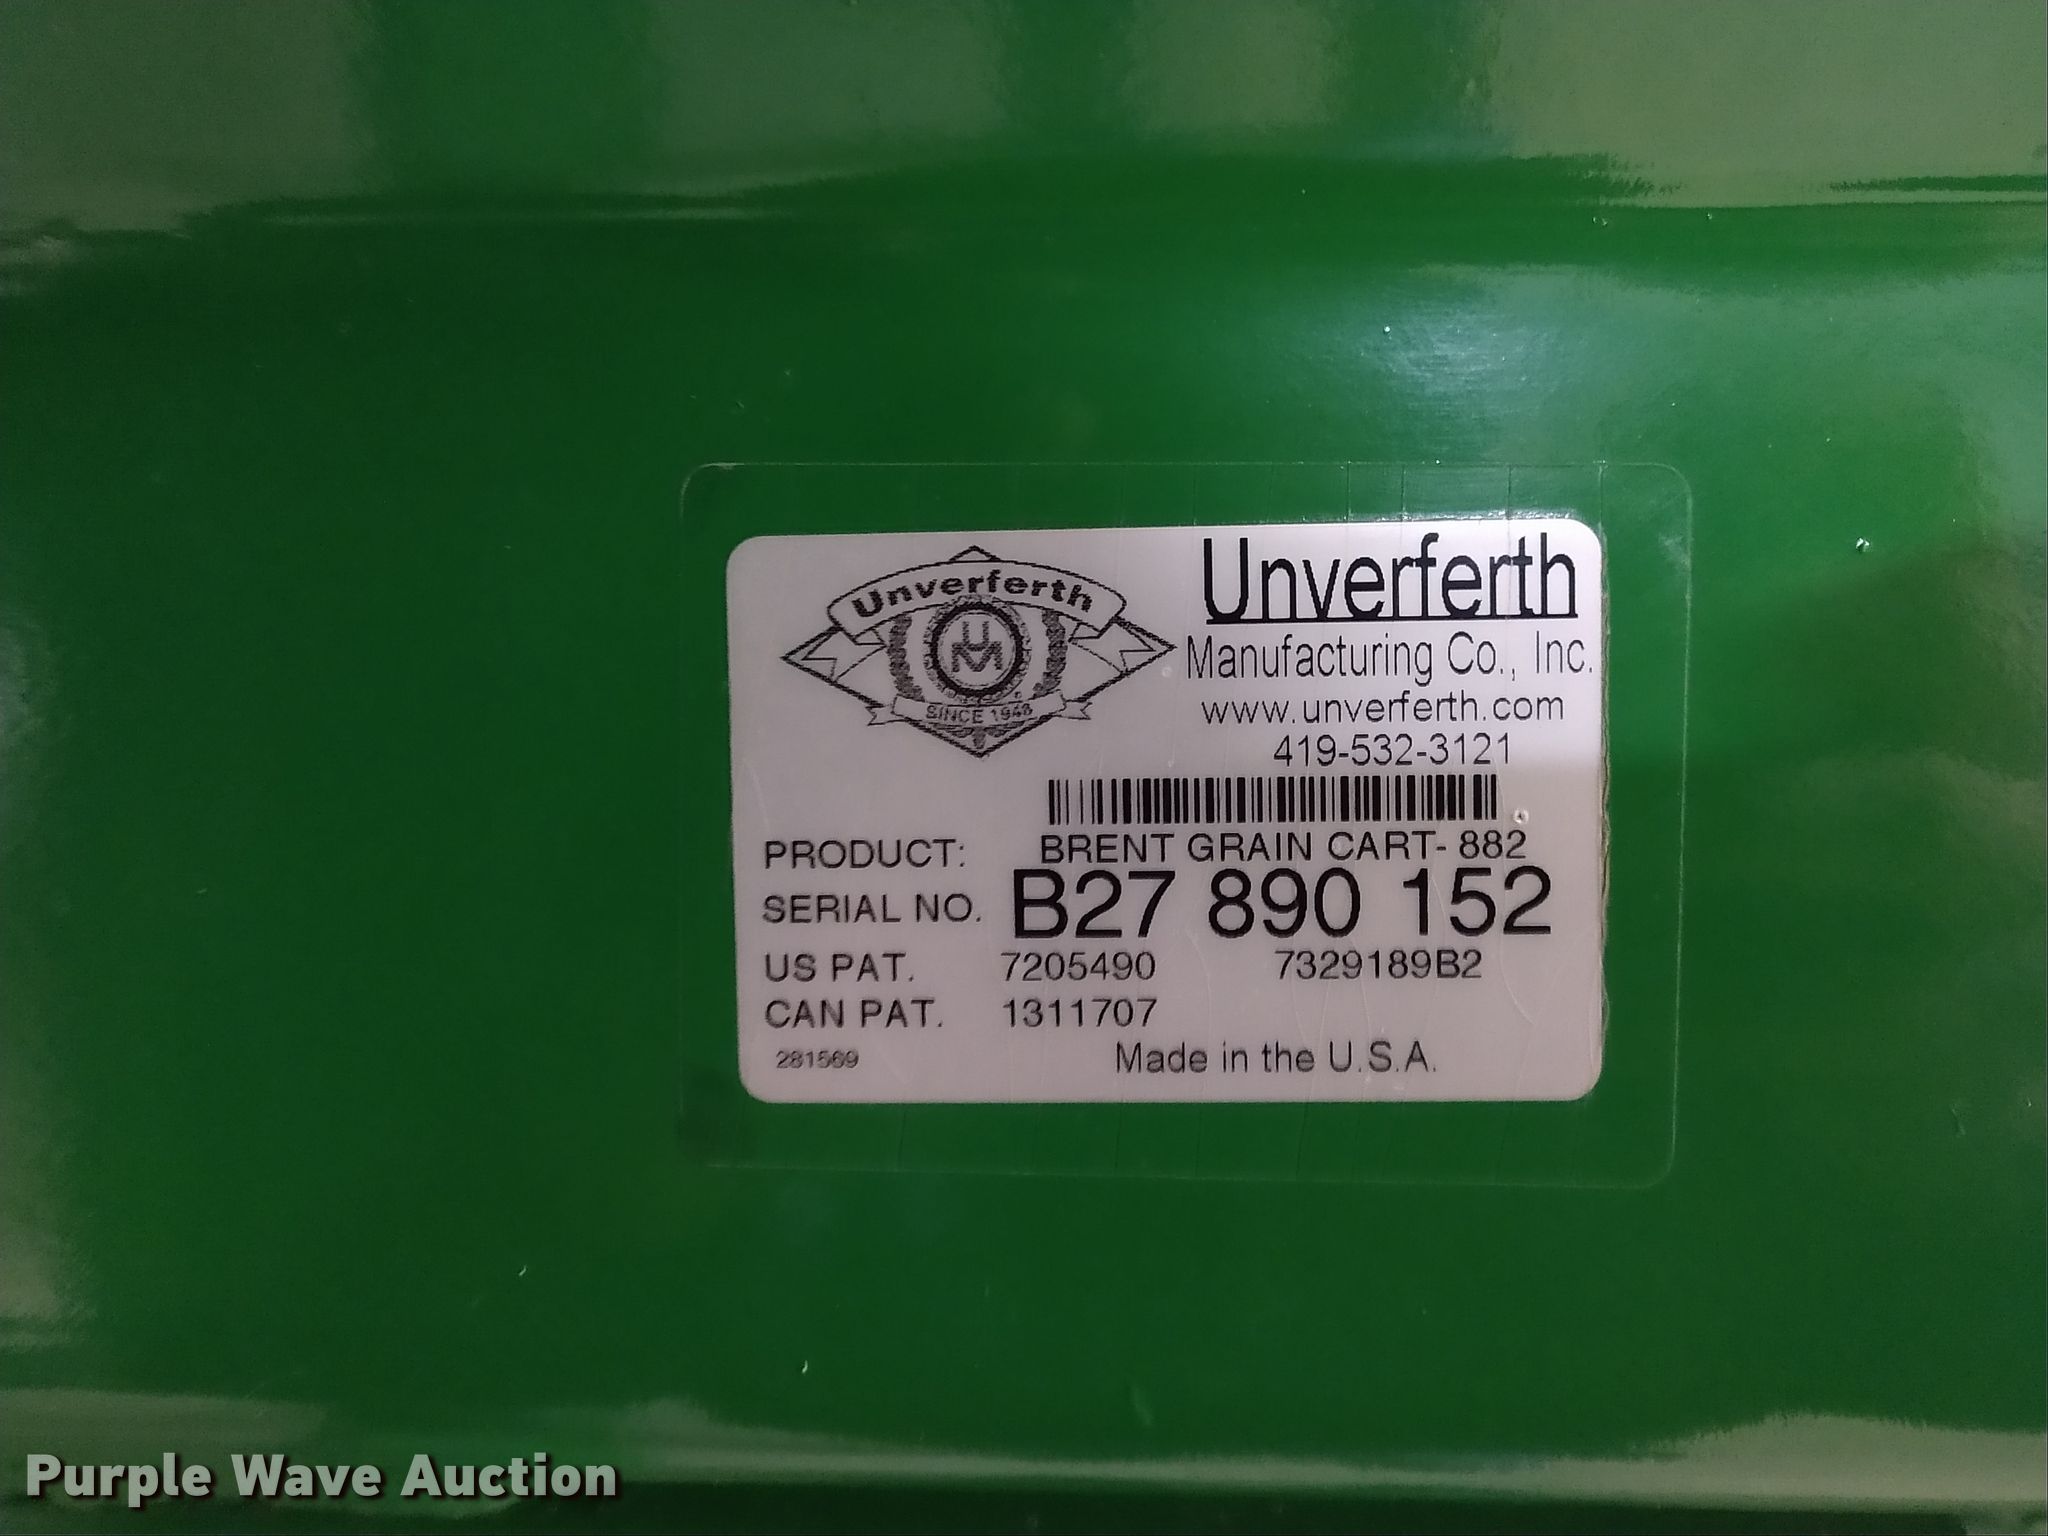 Unverferth
UM
SINCE 1948
Unverferth
Manufacturing Co., Inc.
www.unverferth.com
419-532-3121
PRODUCT: BRENT GRAIN CART- 882
SERIAL NO. B27 890 152
US PAT. 7205490 7329189B2
CAN PAT. 1311707
281569 Made in the U.S.A.
Purple Wave Auction